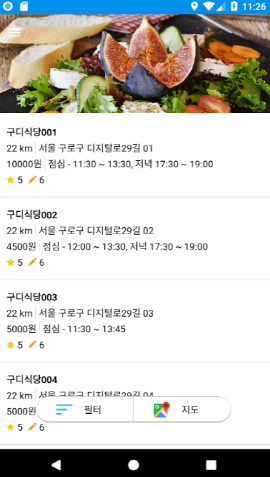 11:26
구디식당001
22 km 서울 구로구 디지털로29길 01
10000원 점심 - 11:30 ~ 13:30, 저녁 17:30 ~ 19:00
5 6
구디식당002
22 km 서울 구로구 디지털로29길 02
4500원 점심 - 12:00 ~ 13:30, 저녁 17:30 ~ 19:00
5 6
구디식당003
22 km 서울 구로구 디지털로29길 03
5000원 점심 - 11:30 ~ 13:45
5 6
구디식당004
22 km 서울 구로구 디지털로29길 04
5000원
필터 지도
5 6